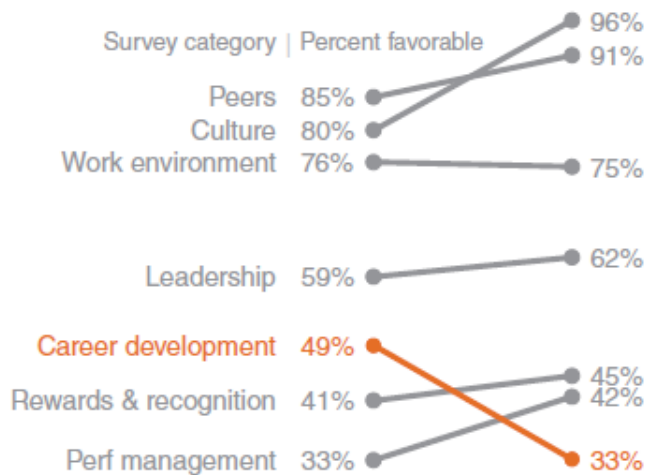 96%
Survey category | Percent favorable
91%
Peers 85%
Culture 80%
Work environment 76% 75%
Leadership 59% 62%
Career development 49%
45%
Rewards & recognition 41% 42%
Perf management 33% 33%